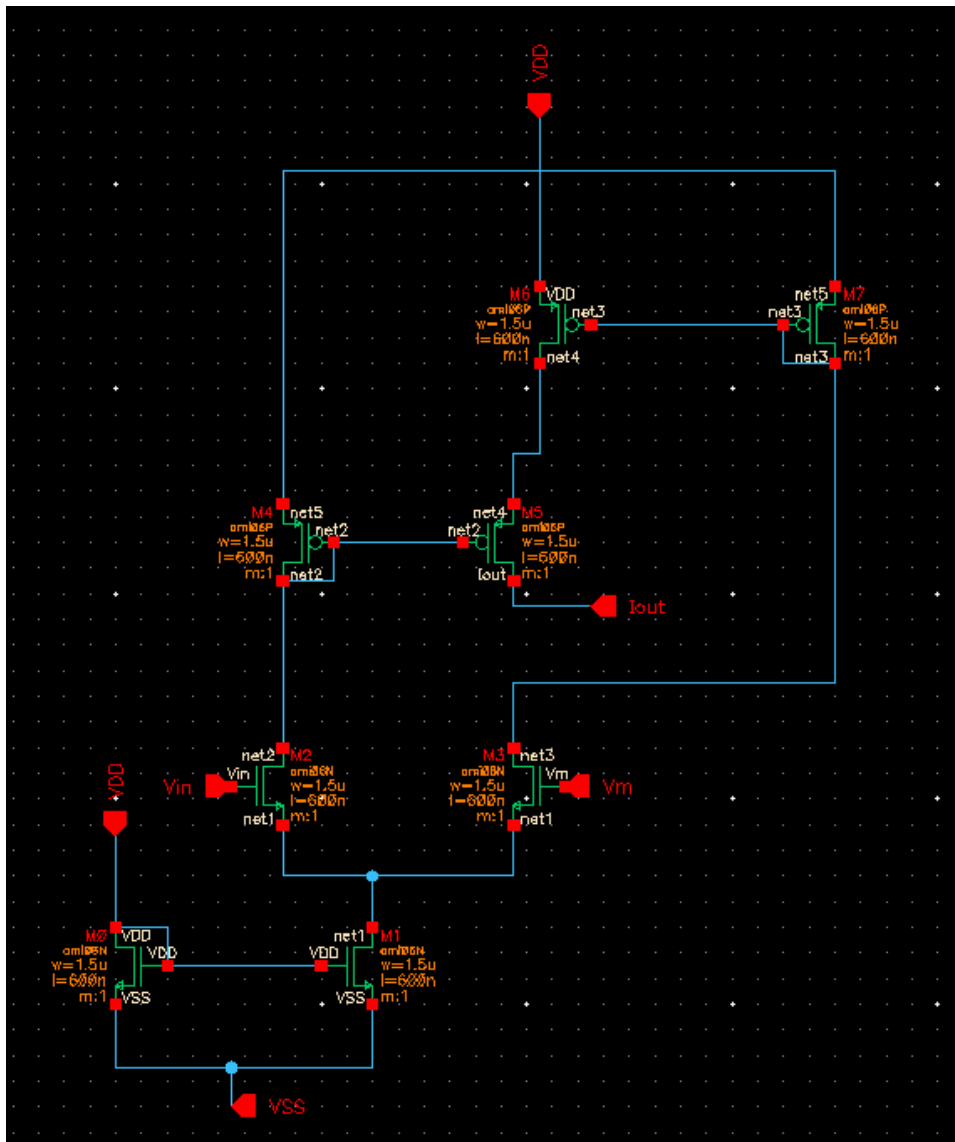 VDD
M6
VDD
ami06P
net3
w=1.5u
l=600n
m:1
net4
net5
M7
net3
ami06P
w=1.5u
l=600n
net3
m:1
M4
net5
ami06P
net2
w=1.5u
l=600n
m:1
net2
net4
M5
net2
ami06P
w=1.5u
l=600n
Iout
m:1
Iout
net2
M2
Vin
Vin
ami06N
w=1.5u
l=600n
net1
m:1
M3
net3
ami06N
Vm
Vm
w=1.5u
l=600n
m:1
net1
VDD
M0
VDD
ami06N
VDD
w=1.5u
l=600n
m:1
VSS
net1
M1
VDD
ami06N
w=1.5u
l=600n
VSS
m:1
VSS